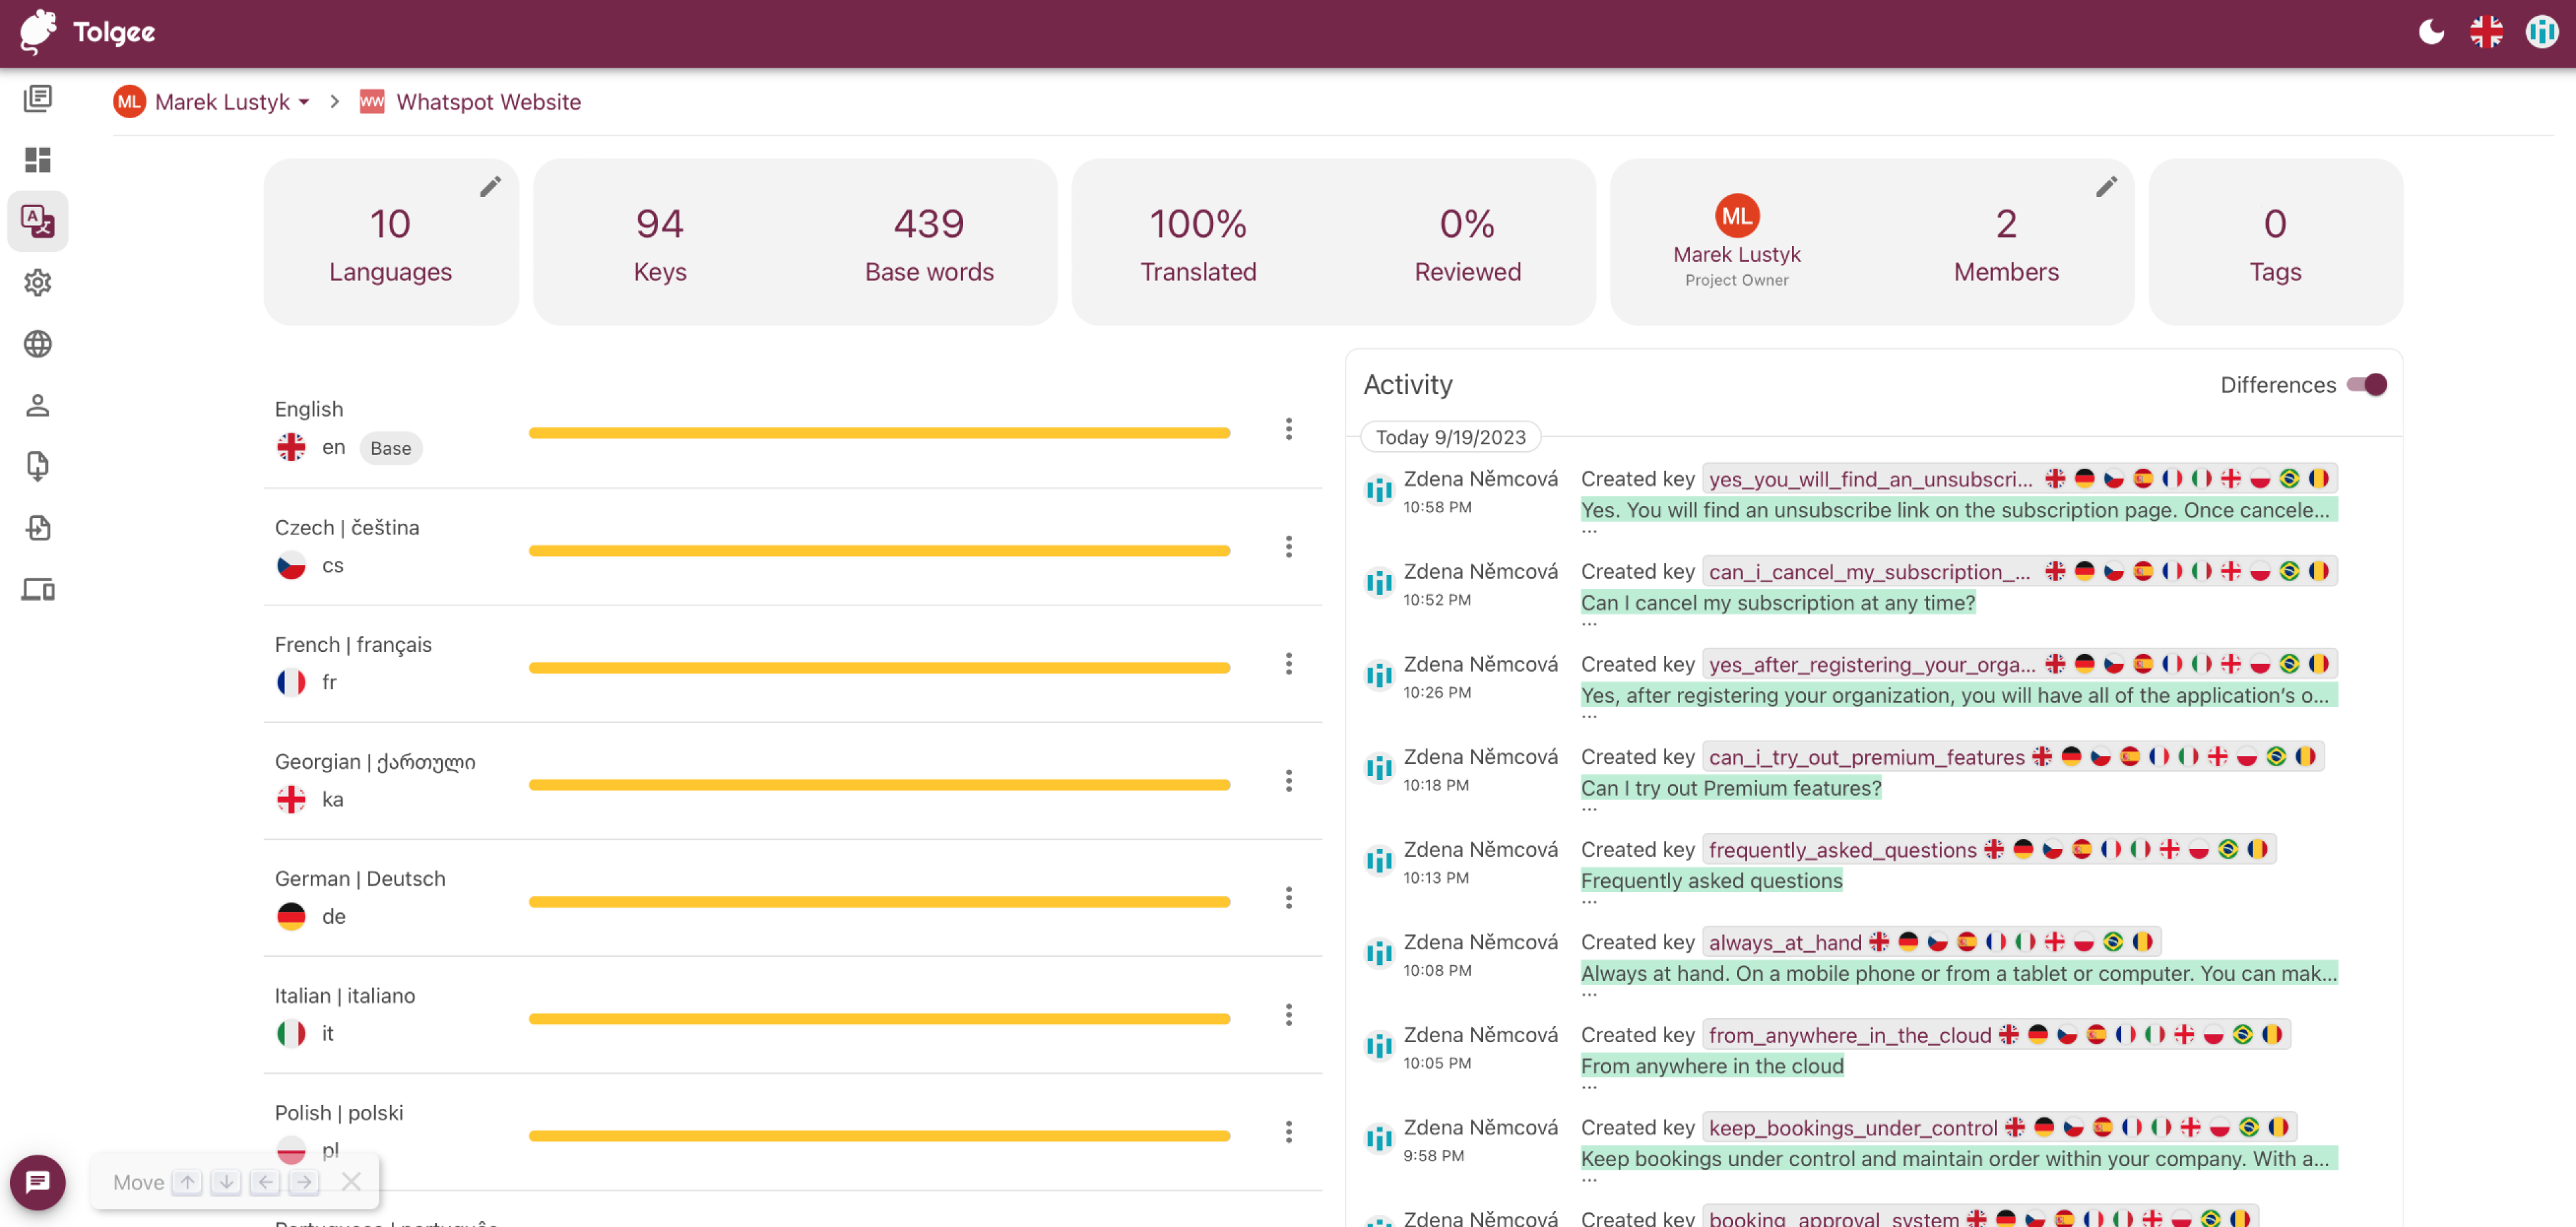 Tolgee
ML Marek Lustyk > WW Whatspot Website
10
Languages
94
Keys
439
Base words
100%
Translated
0%
Reviewed
ML
Marek Lustyk
Project Owner
2
Members
0
Tags
English
en Base
Czech | čeština
cs
French | français
fr
Georgian | ქართული
ka
German | Deutsch
de
Italian | italiano
it
Polish | polski
pl
Move
Activity
Differences
Today 9/19/2023
Zdena Němcová Created key yes_you_will_find_an_unsubscri...
10:58 PM Yes. You will find an unsubscribe link on the subscription page. Once cancele...
...
Zdena Němcová Created key can_i_cancel_my_subscription_...
10:52 PM Can I cancel my subscription at any time?
...
Zdena Němcová Created key yes_after_registering_your_orga...
10:26 PM Yes, after registering your organization, you will have all of the application's o...
...
Zdena Němcová Created key can_i_try_out_premium_features
10:18 PM Can I try out Premium features?
...
Zdena Němcová Created key frequently_asked_questions
10:13 PM Frequently asked questions
...
Zdena Němcová Created key always_at_hand
10:08 PM Always at hand. On a mobile phone or from a tablet or computer. You can mak...
...
Zdena Němcová Created key from_anywhere_in_the_cloud
10:05 PM From anywhere in the cloud
...
Zdena Němcová Created key keep_bookings_under_control
9:58 PM Keep bookings under control and maintain order within your company. With a...
...
Zdena Němcová Created key booking_approval_system